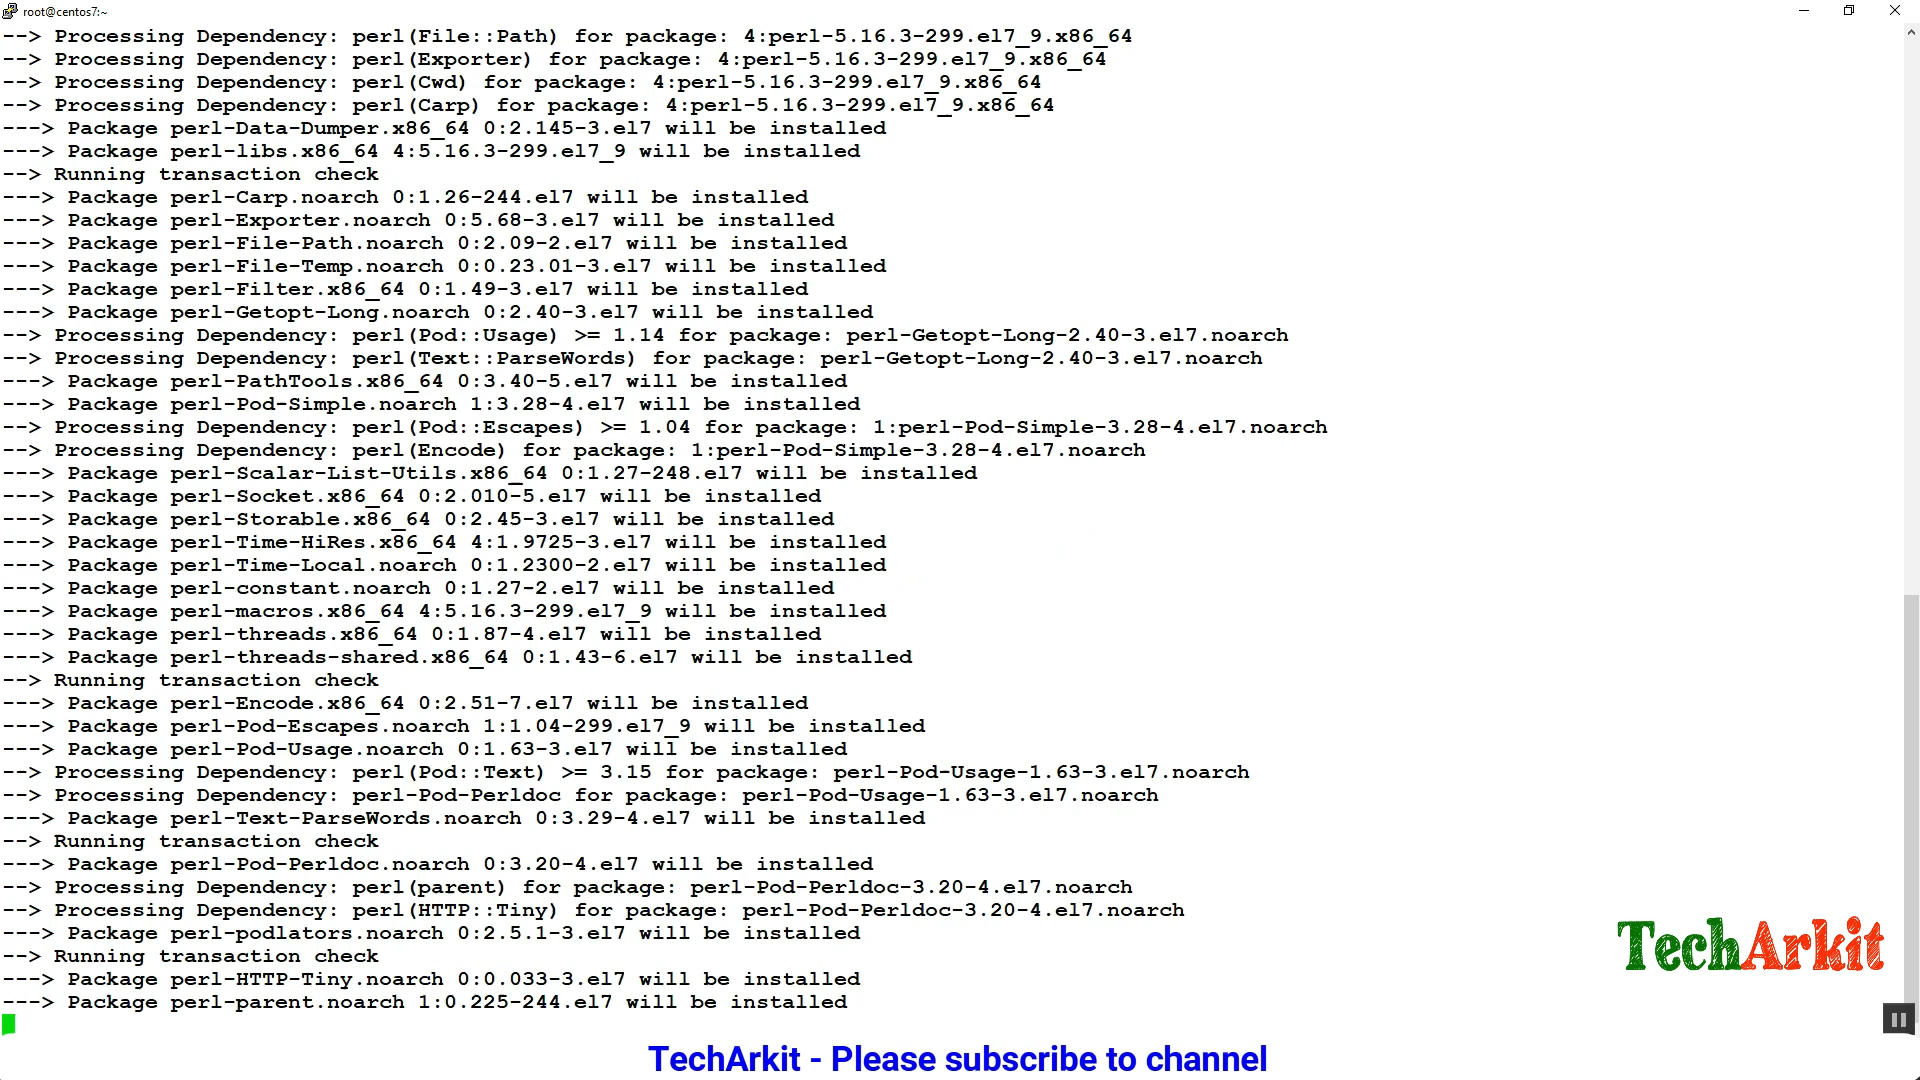 root@centos7:~
--> Processing Dependency: perl(File::Path) for package: 4:perl-5.16.3-299.el7_9.x86_64
--> Processing Dependency: perl(Exporter) for package: 4:perl-5.16.3-299.el7_9.x86_64
--> Processing Dependency: perl(Cwd) for package: 4:perl-5.16.3-299.el7_9.x86_64
--> Processing Dependency: perl(Carp) for package: 4:perl-5.16.3-299.el7_9.x86_64
---> Package perl-Data-Dumper.x86_64 0:2.145-3.el7 will be installed
---> Package perl-libs.x86_64 4:5.16.3-299.el7_9 will be installed
--> Running transaction check
---> Package perl-Carp.noarch 0:1.26-244.el7 will be installed
---> Package perl-Exporter.noarch 0:5.68-3.el7 will be installed
---> Package perl-File-Path.noarch 0:2.09-2.el7 will be installed
---> Package perl-File-Temp.noarch 0:0.23.01-3.el7 will be installed
---> Package perl-Filter.x86_64 0:1.49-3.el7 will be installed
---> Package perl-Getopt-Long.noarch 0:2.40-3.el7 will be installed
--> Processing Dependency: perl(Pod::Usage) >= 1.14 for package: perl-Getopt-Long-2.40-3.el7.noarch
--> Processing Dependency: perl(Text::ParseWords) for package: perl-Getopt-Long-2.40-3.el7.noarch
---> Package perl-PathTools.x86_64 0:3.40-5.el7 will be installed
---> Package perl-Pod-Simple.noarch 1:3.28-4.el7 will be installed
--> Processing Dependency: perl(Pod::Escapes) >= 1.04 for package: 1:perl-Pod-Simple-3.28-4.el7.noarch
--> Processing Dependency: perl(Encode) for package: 1:perl-Pod-Simple-3.28-4.el7.noarch
---> Package perl-Scalar-List-Utils.x86_64 0:1.27-248.el7 will be installed
---> Package perl-Socket.x86_64 0:2.010-5.el7 will be installed
---> Package perl-Storable.x86_64 0:2.45-3.el7 will be installed
---> Package perl-Time-HiRes.x86_64 4:1.9725-3.el7 will be installed
---> Package perl-Time-Local.noarch 0:1.2300-2.el7 will be installed
---> Package perl-constant.noarch 0:1.27-2.el7 will be installed
---> Package perl-macros.x86_64 4:5.16.3-299.el7_9 will be installed
---> Package perl-threads.x86_64 0:1.87-4.el7 will be installed
---> Package perl-threads-shared.x86_64 0:1.43-6.el7 will be installed
--> Running transaction check
---> Package perl-Encode.x86_64 0:2.51-7.el7 will be installed
---> Package perl-Pod-Escapes.noarch 1:1.04-299.el7_9 will be installed
---> Package perl-Pod-Usage.noarch 0:1.63-3.el7 will be installed
--> Processing Dependency: perl(Pod::Text) >= 3.15 for package: perl-Pod-Usage-1.63-3.el7.noarch
--> Processing Dependency: perl-Pod-Perldoc for package: perl-Pod-Usage-1.63-3.el7.noarch
---> Package perl-Text-ParseWords.noarch 0:3.29-4.el7 will be installed
--> Running transaction check
---> Package perl-Pod-Perldoc.noarch 0:3.20-4.el7 will be installed
--> Processing Dependency: perl(parent) for package: perl-Pod-Perldoc-3.20-4.el7.noarch
--> Processing Dependency: perl(HTTP::Tiny) for package: perl-Pod-Perldoc-3.20-4.el7.noarch
---> Package perl-podlators.noarch 0:2.5.1-3.el7 will be installed
--> Running transaction check
---> Package perl-HTTP-Tiny.noarch 0:0.033-3.el7 will be installed
---> Package perl-parent.noarch 1:0.225-244.el7 will be installed
TechArkit
TechArkit - Please subscribe to channel